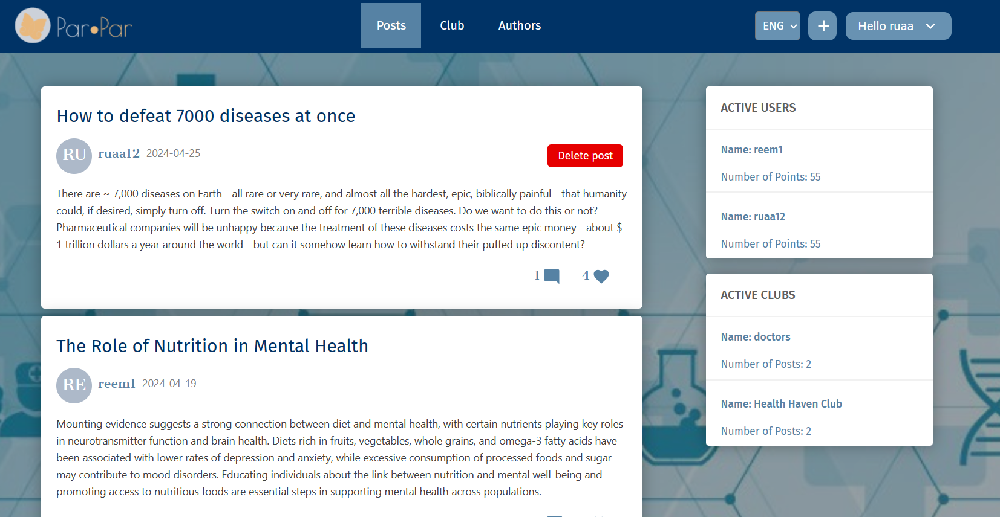 Par•Par
Posts
Club
Authors
ENG
+
Hello ruaa
How to defeat 7000 diseases at once
RU
ruaa12
2024-04-25
Delete post
There are ~ 7,000 diseases on Earth - all rare or very rare, and almost all the hardest, epic, biblically painful - that humanity
could, if desired, simply turn off. Turn the switch on and off for 7,000 terrible diseases. Do we want to do this or not?
Pharmaceutical companies will be unhappy because the treatment of these diseases costs the same epic money - about $
1 trillion dollars a year around the world - but can it somehow learn how to withstand their puffed up discontent?
1
4
The Role of Nutrition in Mental Health
RE
reem1
2024-04-19
Mounting evidence suggests a strong connection between diet and mental health, with certain nutrients playing key roles
in neurotransmitter function and brain health. Diets rich in fruits, vegetables, whole grains, and omega-3 fatty acids have
been associated with lower rates of depression and anxiety, while excessive consumption of processed foods and sugar
may contribute to mood disorders. Educating individuals about the link between nutrition and mental well-being and
promoting access to nutritious foods are essential steps in supporting mental health across populations.
ACTIVE USERS
Name: reem1
Number of Points: 55
Name: ruaa12
Number of Points: 55
ACTIVE CLUBS
Name: doctors
Number of Posts: 2
Name: Health Haven Club
Number of Posts: 2